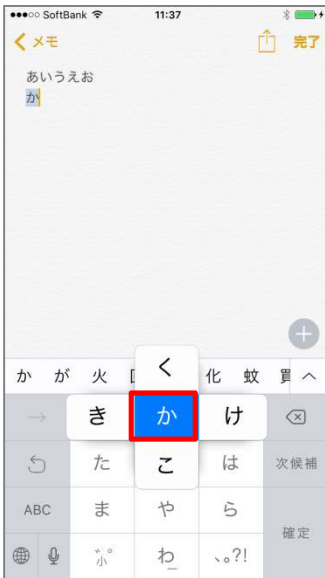 SoftBank 11:37
メモ 完了
あいうえお
か
か が 火 化 蚊 買
く
き か け
た こ は 次候補
ABC ま や ら
確定
小 わ 、。?!